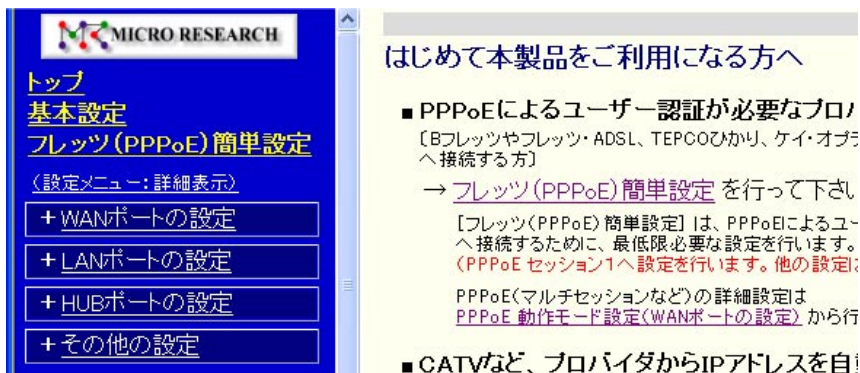 MICRO RESEARCH
トップ
基本設定
フレッツ(PPPoE)簡単設定
(設定メニュー：詳細表示)
+WANポートの設定
+LANポートの設定
+HUBポートの設定
+その他の設定
はじめて本製品をご利用になる方へ
■PPPoEによるユーザー認証が必要なプロバ
〔Bフレッツやフレッツ・ADSL、TEPCOひかり、ケイ・オプラ
へ接続する方〕
→ フレッツ(PPPoE)簡単設定 を行って下さい
[フレッツ(PPPoE)簡単設定] は、PPPoEによるユー
へ接続するために、最低限必要な設定を行います。
(PPPoE セッション1へ設定を行います。他の設定は
PPPoE(マルチセッションなど)の詳細設定は
PPPoE 動作モード設定(WANポートの設定) から行
■CATVなど、プロバイダからIPアドレスを自